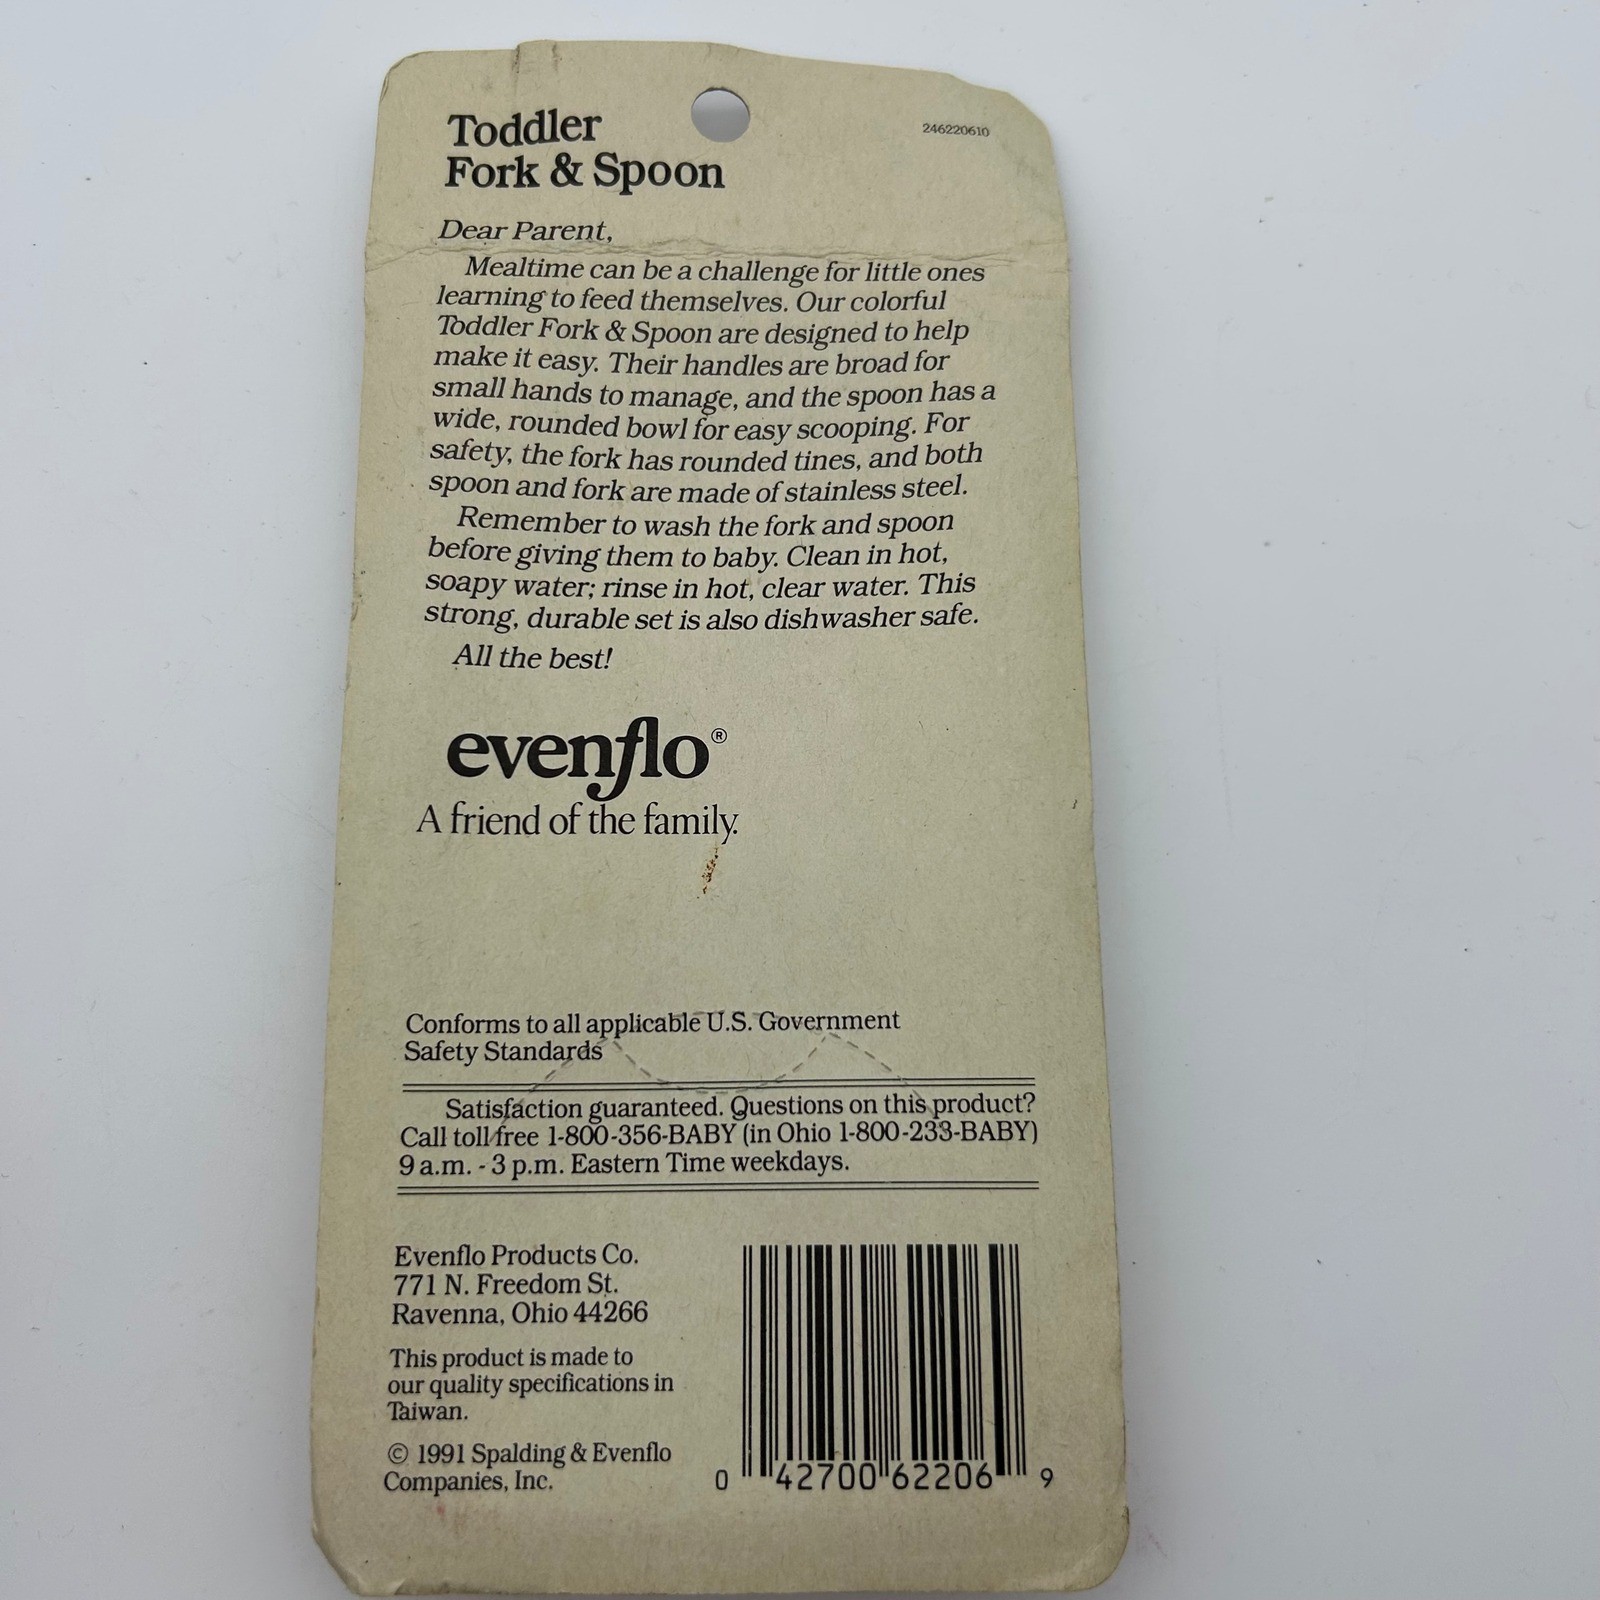 Toddler
Fork & Spoon
246220610
Dear Parent,
Mealtime can be a challenge for little ones
learning to feed themselves. Our colorful
Toddler Fork & Spoon are designed to help
make it easy. Their handles are broad for
small hands to manage, and the spoon has a
wide, rounded bowl for easy scooping. For
safety, the fork has rounded tines, and both
spoon and fork are made of stainless steel.
Remember to wash the fork and spoon
before giving them to baby. Clean in hot,
soapy water; rinse in hot, clear water. This
strong, durable set is also dishwasher safe.
All the best!
evenflo®
A friend of the family.
Conforms to all applicable U.S. Government
Safety Standards
Satisfaction guaranteed. Questions on this product?
Call toll free 1-800-356-BABY (in Ohio 1-800-233-BABY)
9 a.m. - 3 p.m. Eastern Time weekdays.
Evenflo Products Co.
771 N. Freedom St.
Ravenna, Ohio 44266
This product is made to
our quality specifications in
Taiwan.
© 1991 Spalding & Evenflo
Companies, Inc.
0 42700 62206 9